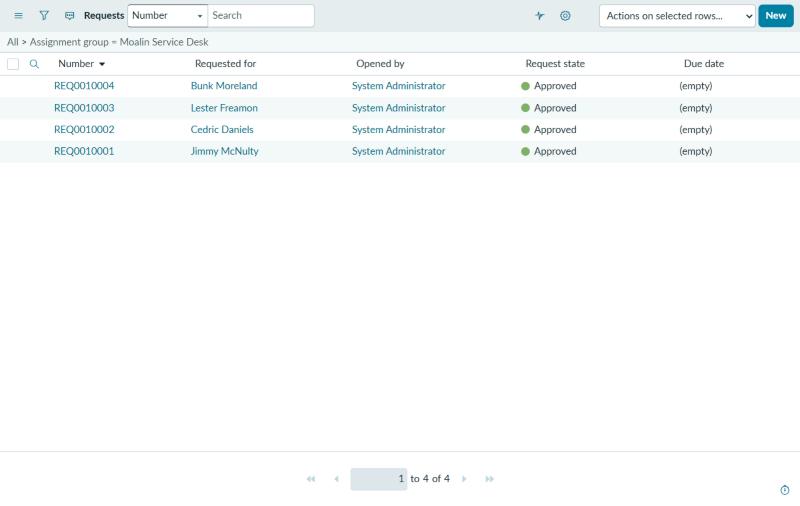 Requests Number Search Actions on selected rows... New
All > Assignment group = Moalin Service Desk
Number Requested for Opened by Request state Due date
REQ0010004 Bunk Moreland System Administrator Approved (empty)
REQ0010003 Lester Freamon System Administrator Approved (empty)
REQ0010002 Cedric Daniels System Administrator Approved (empty)
REQ0010001 Jimmy McNulty System Administrator Approved (empty)
1 to 4 of 4